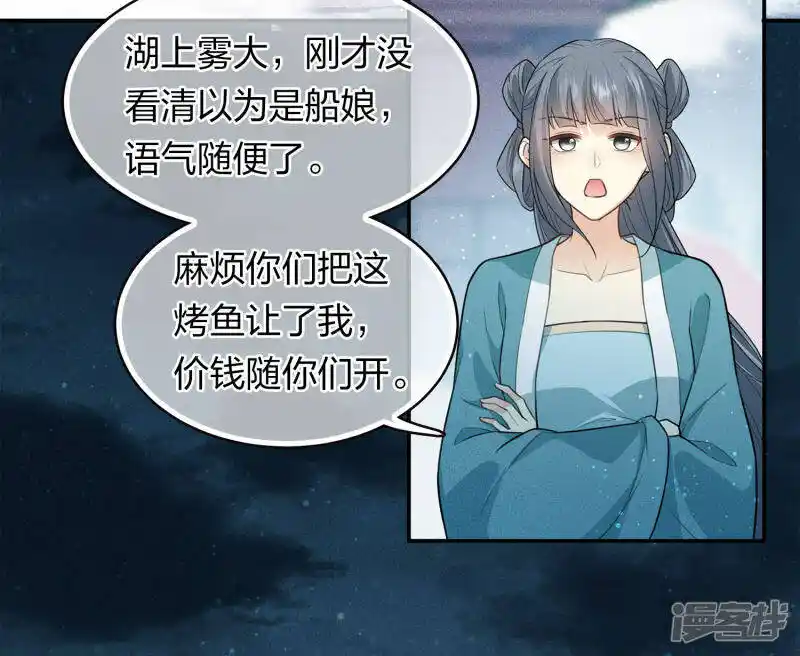 湖上雾大，刚才没
看清以为是船娘，
语气随便了。
麻烦你们把这
烤鱼让了我，
价钱随你们开。
漫客栈